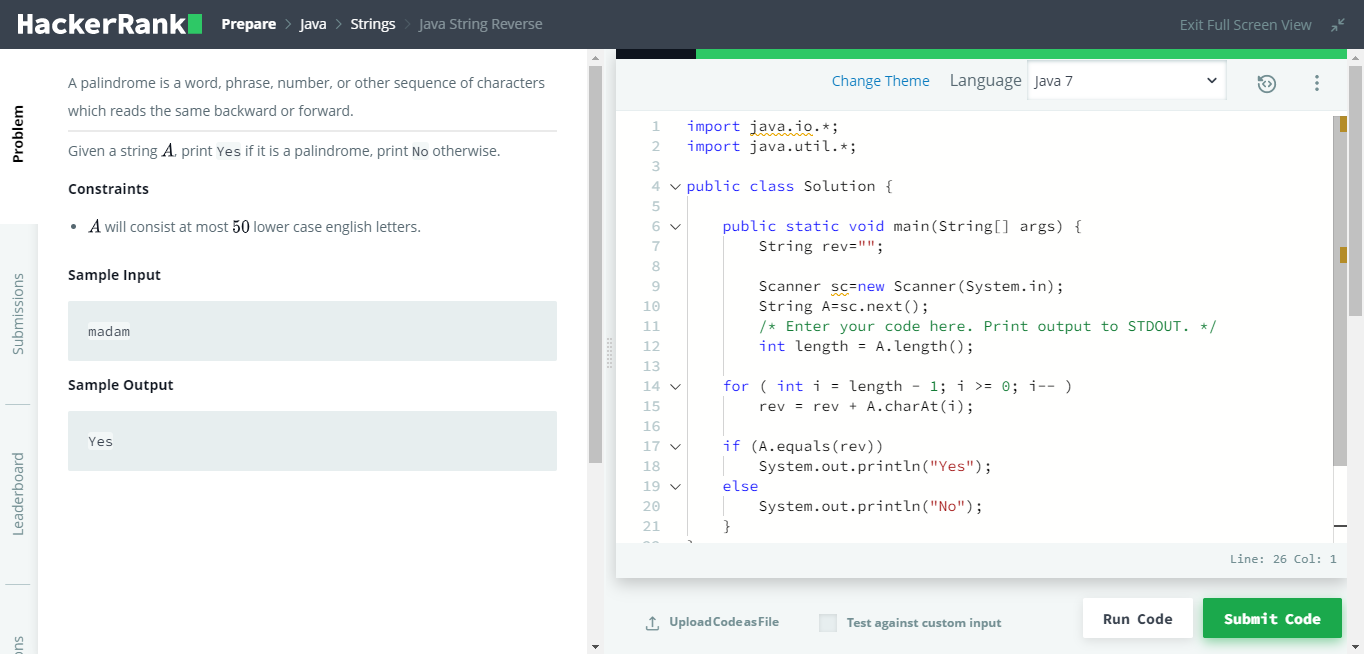 HackerRank Prepare > Java > Strings > Java String Reverse Exit Full Screen View
Problem
Submissions
Leaderboard
A palindrome is a word, phrase, number, or other sequence of characters
which reads the same backward or forward.
Given a string A, print Yes if it is a palindrome, print No otherwise.
Constraints
• A will consist at most 50 lower case english letters.
Sample Input
madam
Sample Output
Yes
Change Theme Language Java 7
1 import java.io.*;
2 import java.util.*;
3
4 public class Solution {
5
6 public static void main(String[] args) {
7 String rev="";
8
9 Scanner sc=new Scanner(System.in);
10 String A=sc.next();
11 /* Enter your code here. Print output to STDOUT. */
12 int length = A.length();
13
14 for ( int i = length - 1; i >= 0; i-- )
15 rev = rev + A.charAt(i);
16
17 if (A.equals(rev))
18 System.out.println("Yes");
19 else
20 System.out.println("No");
21 }
Line: 26 Col: 1
Upload Code as File Test against custom input Run Code Submit Code